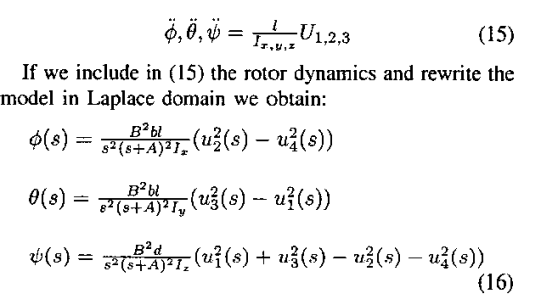 $\ddot{\phi}, \ddot{\theta}, \ddot{\psi} = \frac{l}{I_{x,y,z}} U_{1,2,3}$ (15)
If we include in (15) the rotor dynamics and rewrite the
model in Laplace domain we obtain:
$\phi(s) = \frac{B^2 bl}{s^2(s+A)^2 I_x}(u_2^2(s) - u_4^2(s))$
$\theta(s) = \frac{B^2 bl}{s^2(s+A)^2 I_y}(u_3^2(s) - u_1^2(s))$
$\psi(s) = \frac{B^2 d}{s^2(s+A)^2 I_z}(u_1^2(s) + u_3^2(s) - u_2^2(s) - u_4^2(s))$
(16)